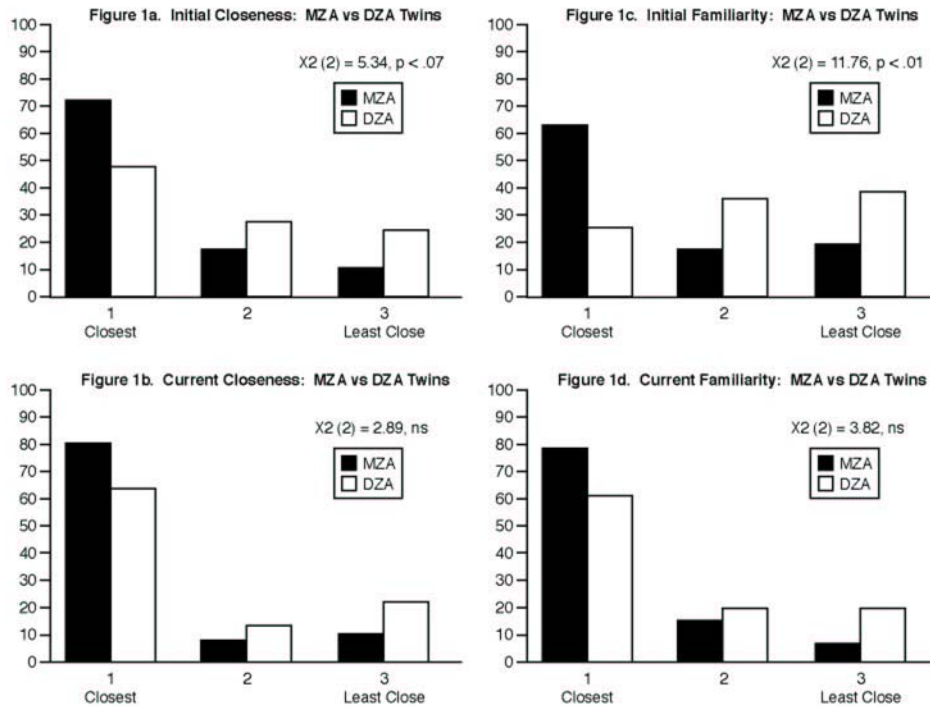 Figure 1a. Initial Closeness: MZA vs DZA Twins
X2 (2) = 5.34, p < .07
MZA
DZA
100
90
80
70
60
50
40
30
20
10
0
1
2
3
Closest
Least Close
Figure 1c. Initial Familiarity: MZA vs DZA Twins
X2 (2) = 11.76, p < .01
MZA
DZA
100
90
80
70
60
50
40
30
20
10
0
1
2
3
Closest
Least Close
Figure 1b. Current Closeness: MZA vs DZA Twins
X2 (2) = 2.89, ns
MZA
DZA
100
90
80
70
60
50
40
30
20
10
0
1
2
3
Closest
Least Close
Figure 1d. Current Familiarity: MZA vs DZA Twins
X2 (2) = 3.82, ns
MZA
DZA
100
90
80
70
60
50
40
30
20
10
0
1
2
3
Closest
Least Close